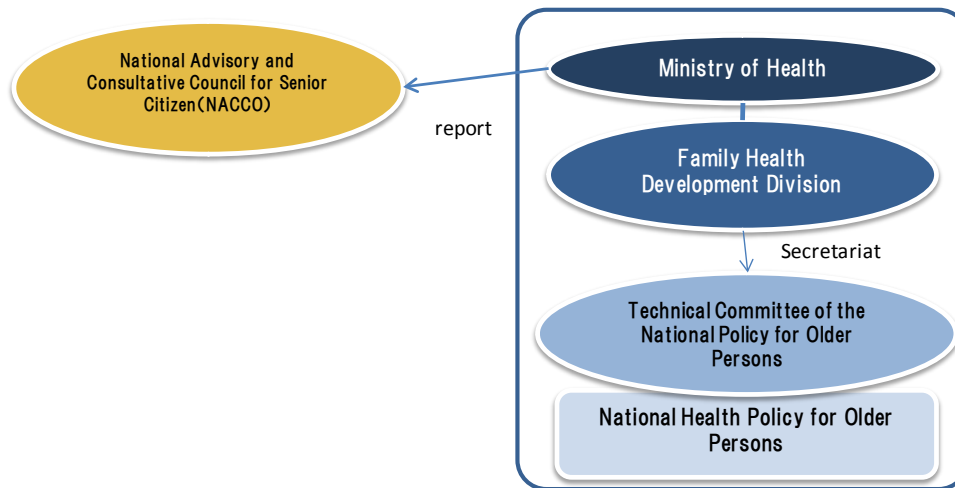 National Advisory and
Consultative Council for Senior
Citizen(NACCO)
report
Ministry of Health
Family Health
Development Division
Secretariat
Technical Committee of the
National Policy for Older
Persons
National Health Policy for Older
Persons